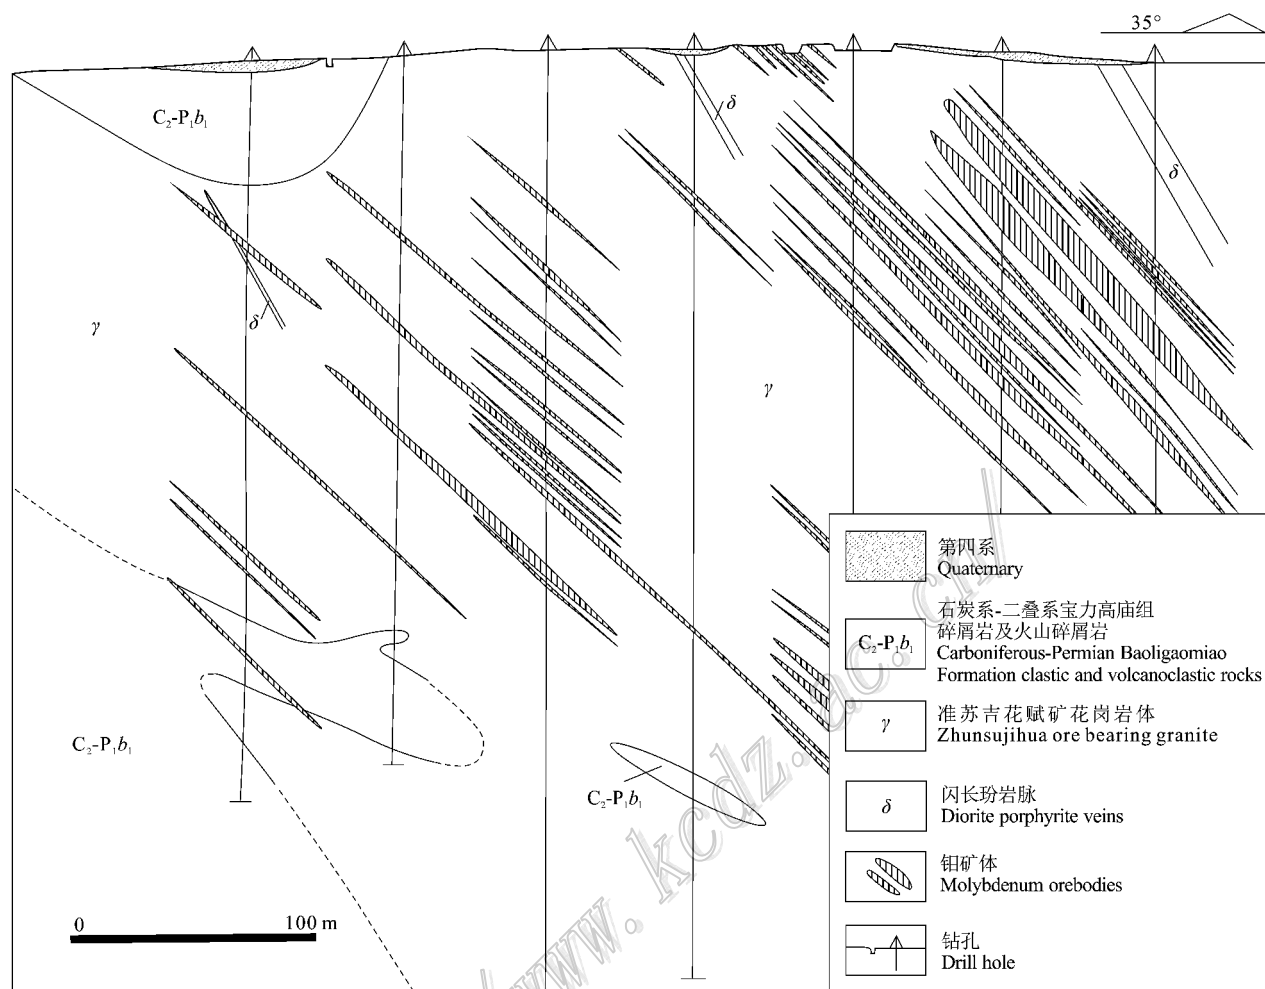 35°
C₂-P₁b₁
δ
δ
δ
γ
γ
C₂-P₁b₁
C₂-P₁b₁
0 100 m
第四系
Quaternary
C₂-P₁b₁
石炭系-二叠系宝力高庙组
碎屑岩及火山碎屑岩
Carboniferous-Permian Baoligaomiao
Formation clastic and volcanoclastic rocks
γ
准苏吉花赋矿花岗岩体
Zhunsujihua ore bearing granite
δ
闪长玢岩脉
Diorite porphyrite veins
钼矿体
Molybdenum orebodies
钻孔
Drill hole
www.kcdz.ac.cn/